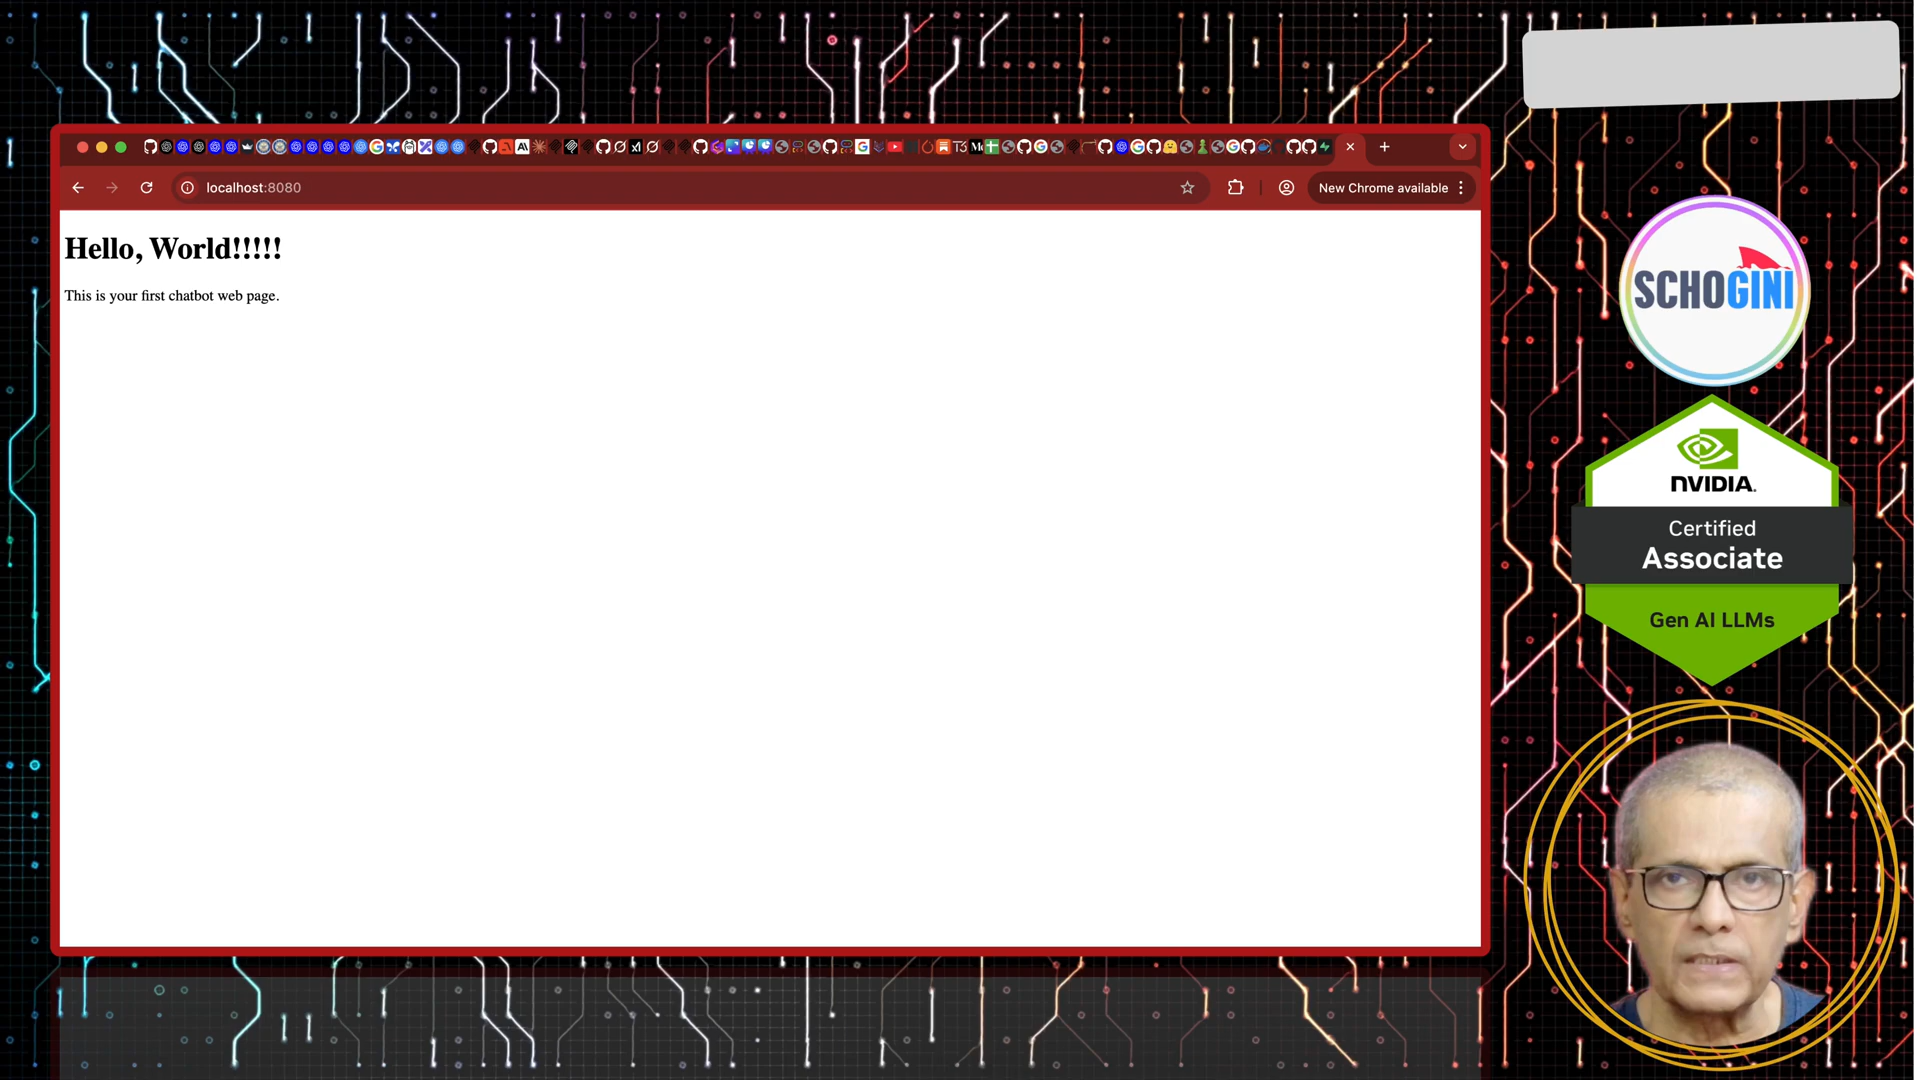 localhost:8080
New Chrome available
Hello, World!!!!!
This is your first chatbot web page.
SCHOGINI
NVIDIA.
Certified
Associate
Gen AI LLMs